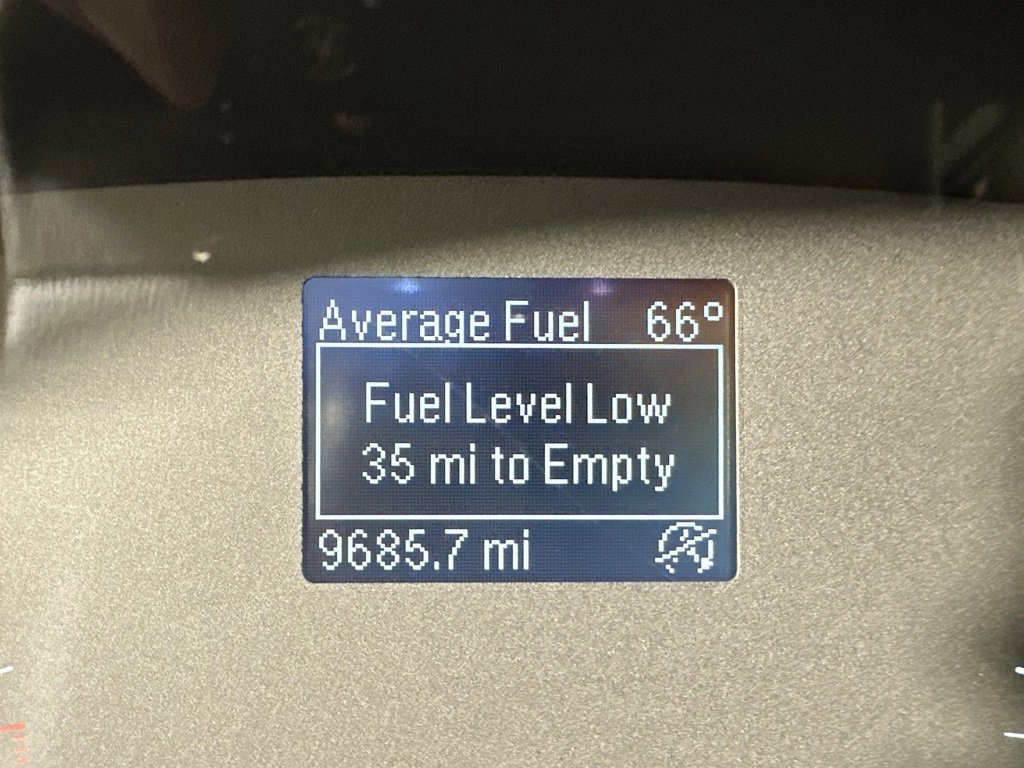 Average Fuel 66°
Fuel Level Low
35 mi to Empty
9685.7 mi